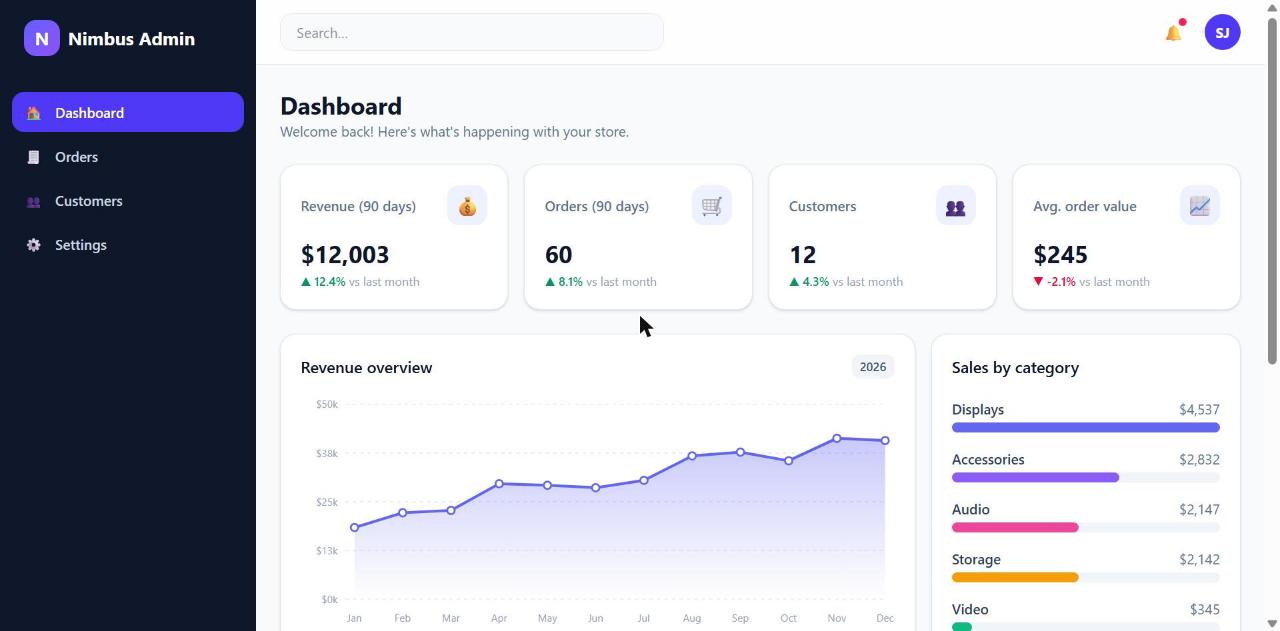 N Nimbus Admin
Dashboard
Orders
Customers
Settings
Search...
SJ
Dashboard
Welcome back! Here's what's happening with your store.
Revenue (90 days)
$12,003
▲ 12.4% vs last month
Orders (90 days)
60
▲ 8.1% vs last month
Customers
12
▲ 4.3% vs last month
Avg. order value
$245
▼ -2.1% vs last month
Revenue overview
2026
$50k
$38k
$25k
$13k
$0k
Jan Feb Mar Apr May Jun Jul Aug Sep Oct Nov Dec
Sales by category
Displays $4,537
Accessories $2,832
Audio $2,147
Storage $2,142
Video $345